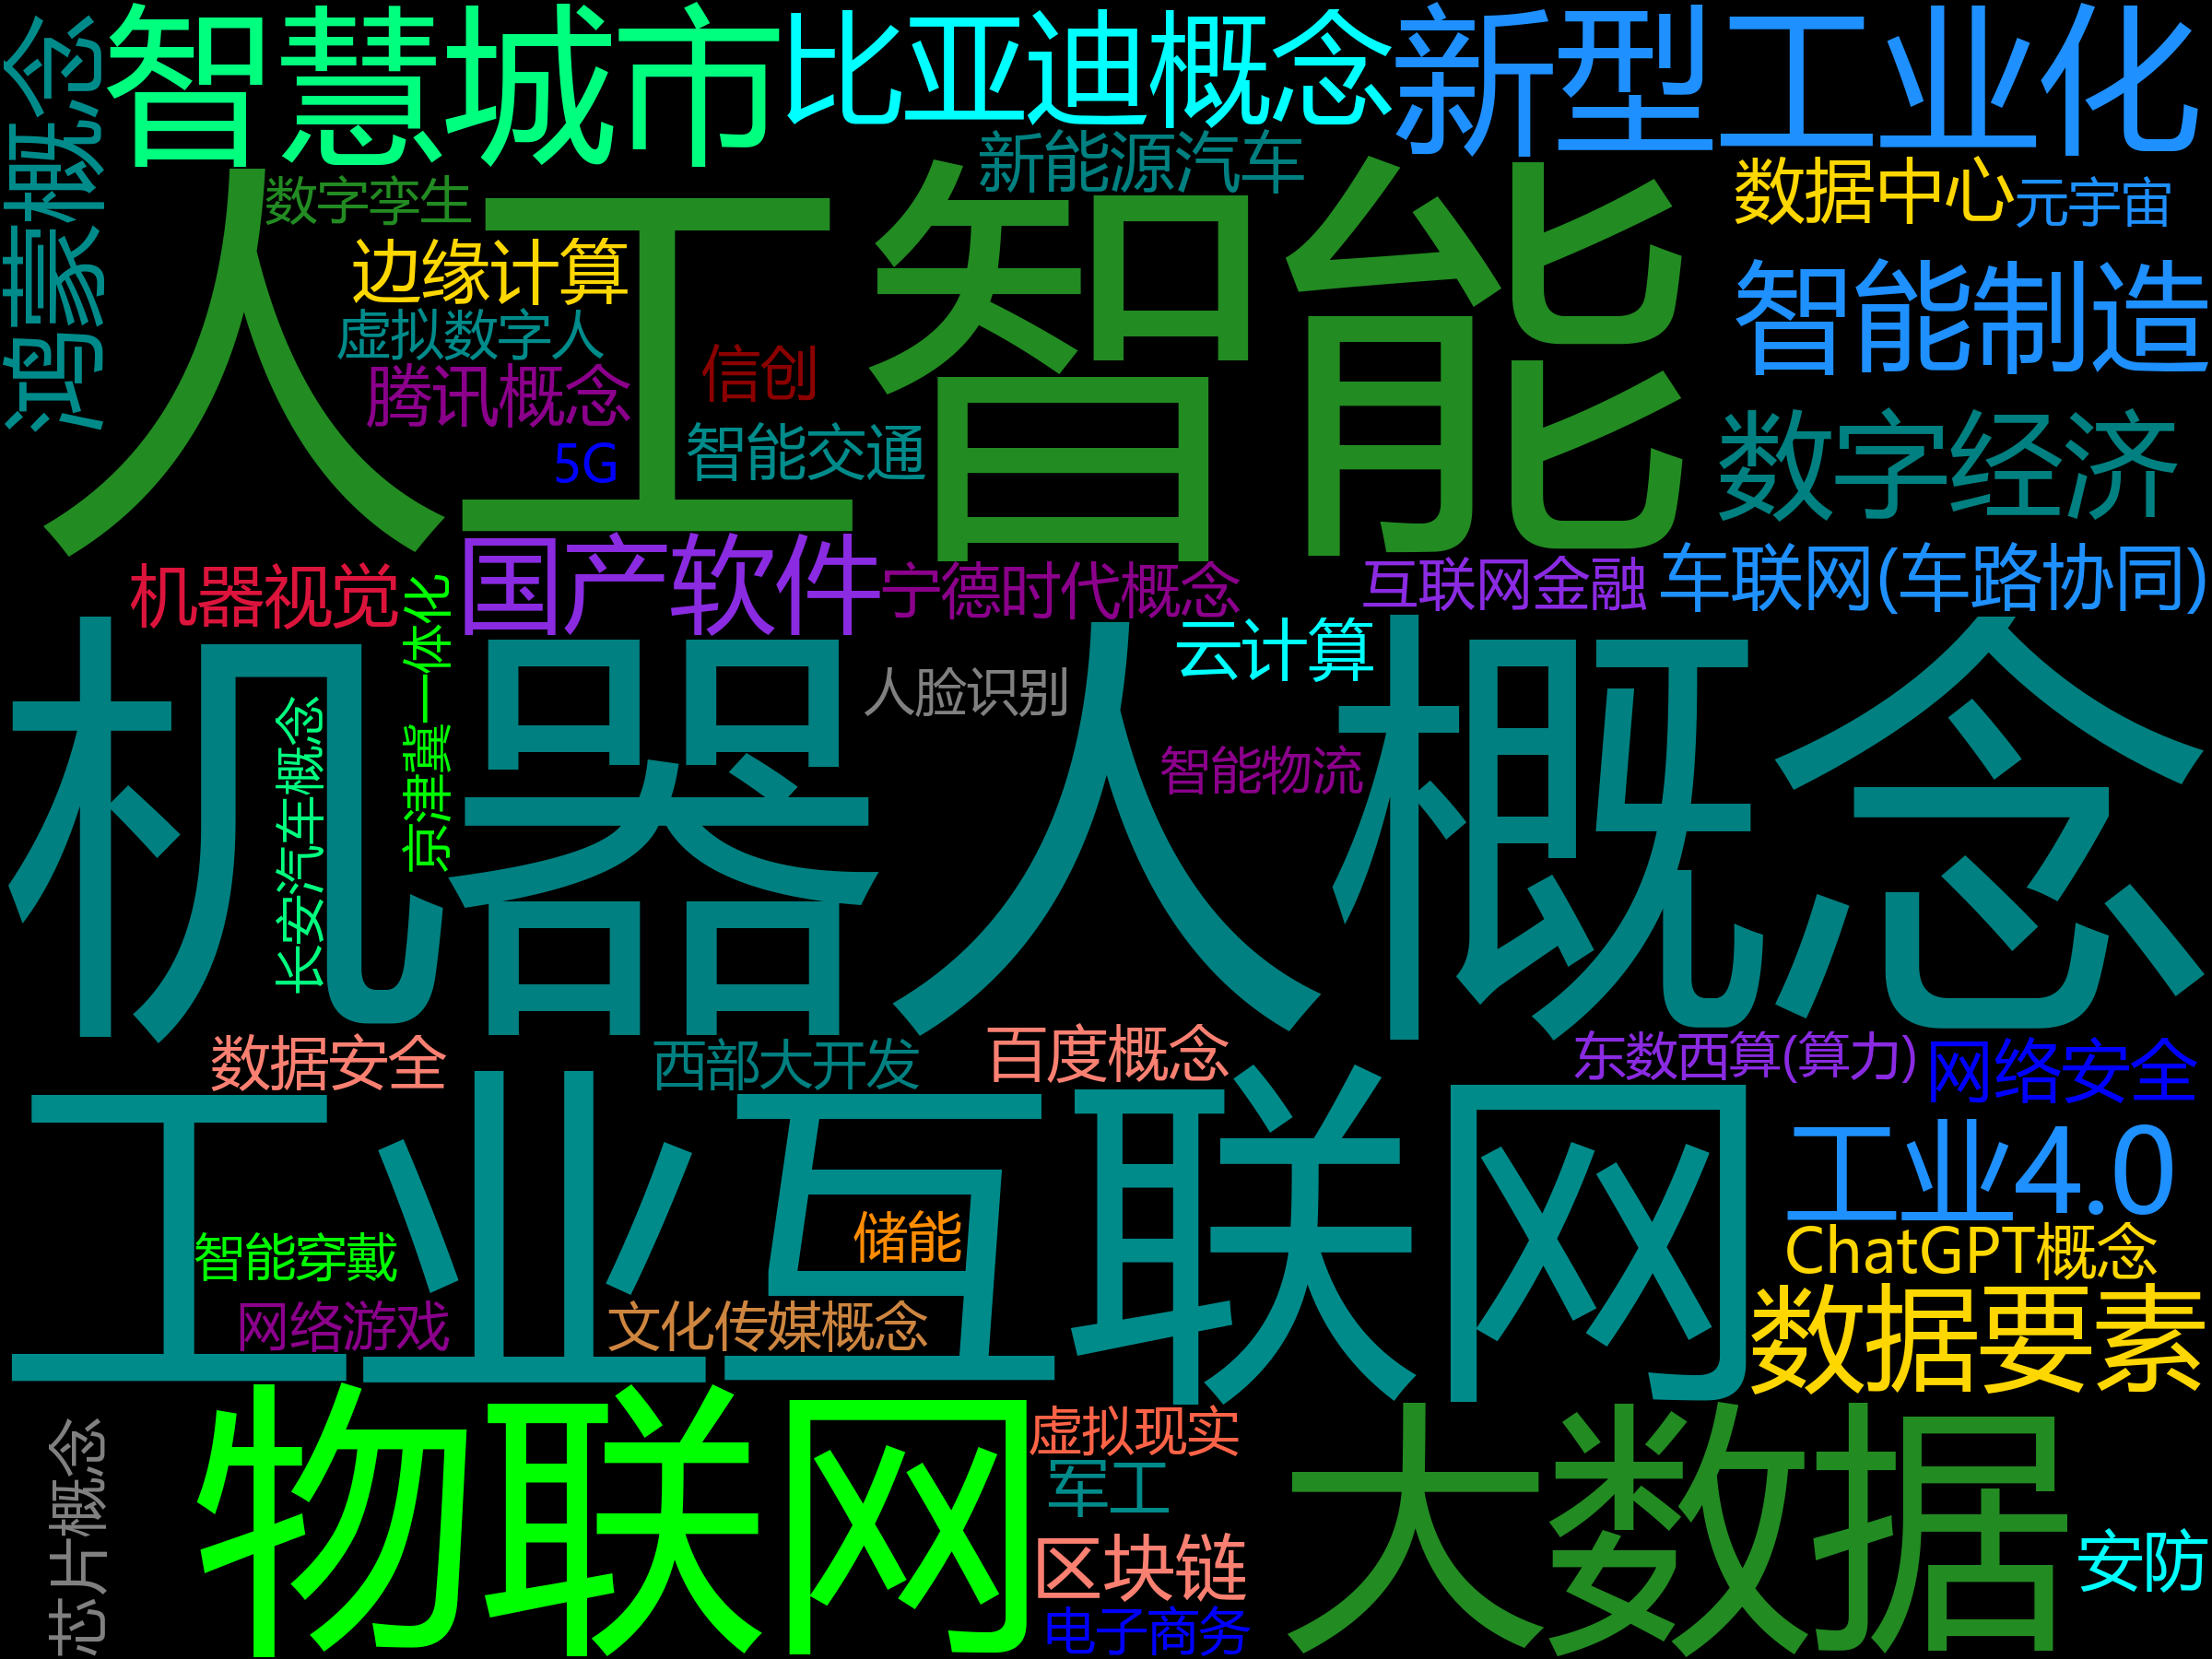 鸿蒙概念
智慧城市
比亚迪概念
新型工业化
新能源汽车
数据中心
元宇宙
数字孪生
人工智能
边缘计算
智能制造
虚拟数字人
信创
腾讯概念
数字经济
5G
智能交通
国产软件
机器视觉
宁德时代概念
互联网金融
车联网(车路协同)
京津冀一体化
云计算
人脸识别
长安汽车概念
智能物流
机器人概念
数据安全
西部大开发
百度概念
东数西算(算力)
网络安全
工业互联网
工业4.0
储能
智能穿戴
ChatGPT概念
网络游戏
文化传媒概念
数据要素
物联网
虚拟现实
大数据
芯片概念
军工
区块链
安防
电子商务